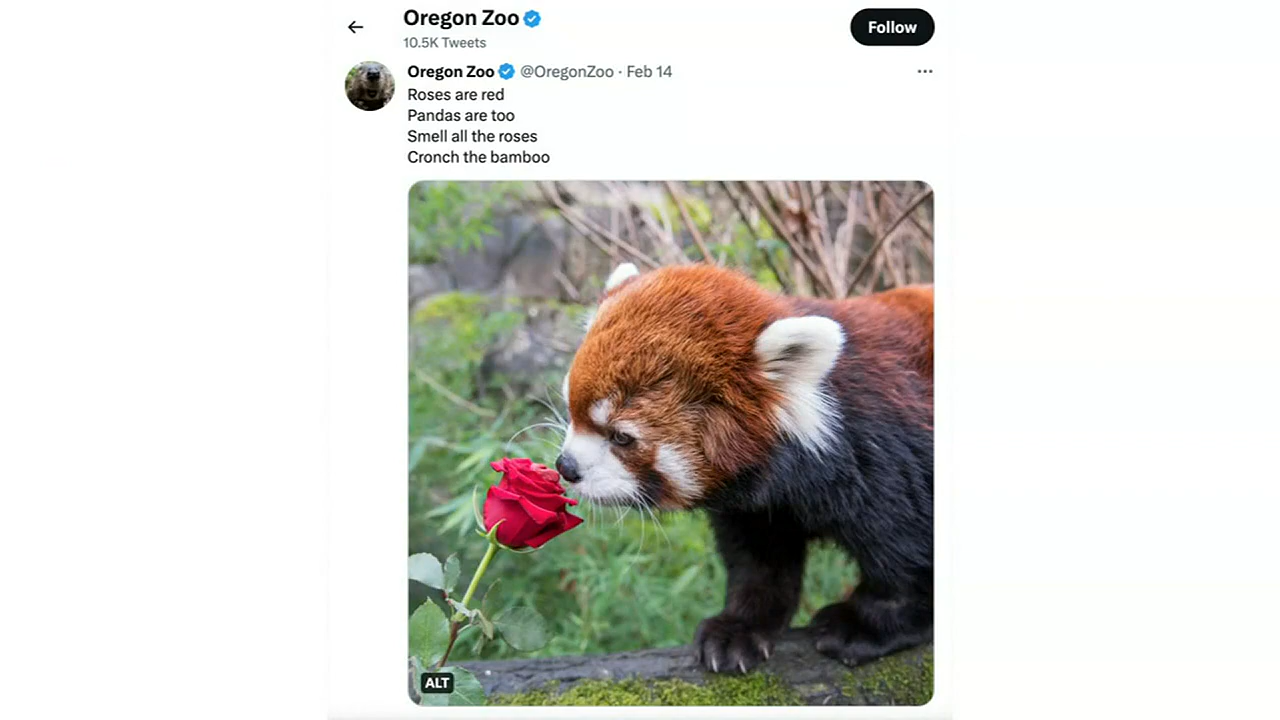 Oregon Zoo
10.5K Tweets
Follow
Oregon Zoo @OregonZoo · Feb 14
Roses are red
Pandas are too
Smell all the roses
Cronch the bamboo
ALT